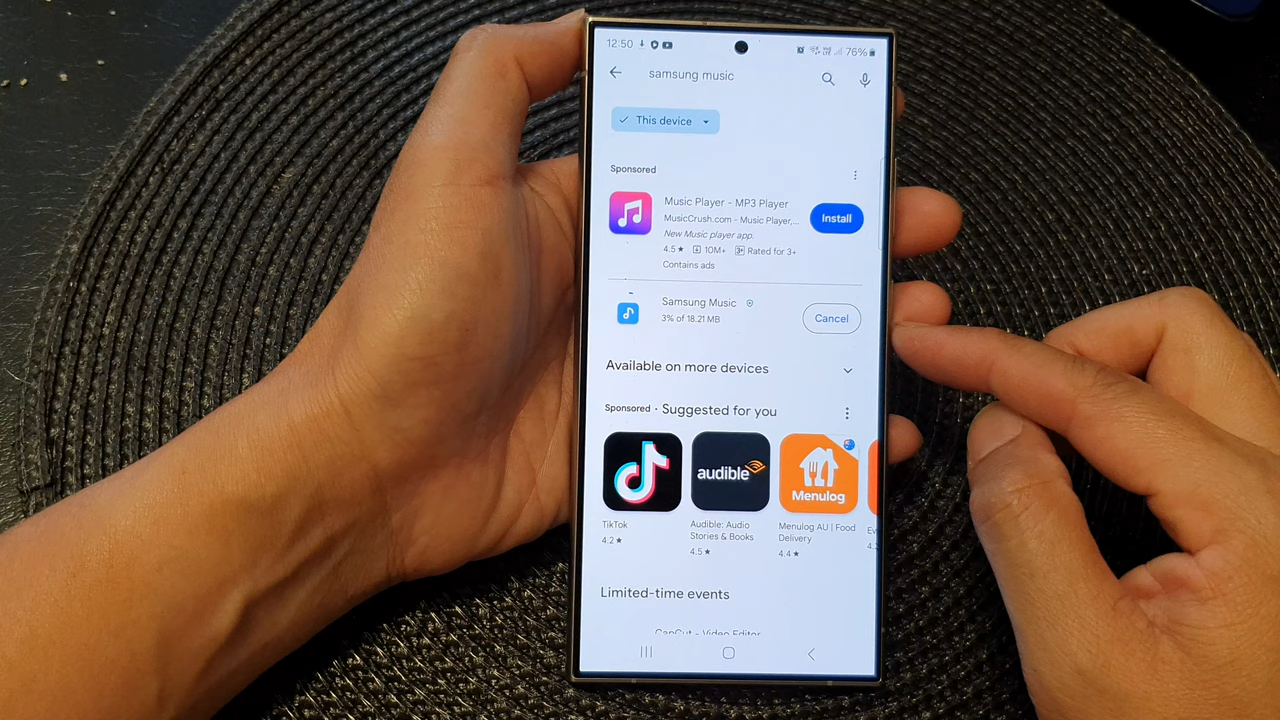 12:50
76%
samsung music
This device
Sponsored
Music Player - MP3 Player
MusicCrush.com - Music Player,...
New Music player app.
4.5★ 10M+ 3+ Rated for 3+
Contains ads
Install
Samsung Music
3% of 18.21 MB
Cancel
Available on more devices
Sponsored · Suggested for you
audible
Menulog
TikTok
4.2★
Audible: Audio
Stories & Books
4.5★
Menulog AU | Food
Delivery
4.4★
Limited-time events
CapCut - Video Editor